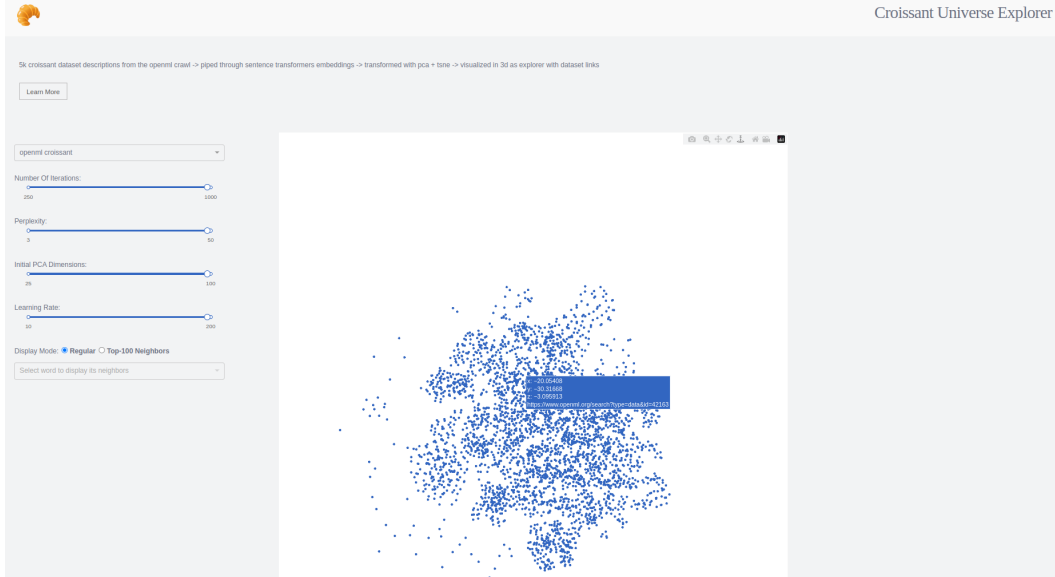 Croissant Universe Explorer
5k croissant dataset descriptions from the openml crawl -> piped through sentence transformers embeddings -> transformed with pca + tsne -> visualized in 3d as explorer with dataset links
Learn More
openml croissant
Number Of Iterations:
250 1000
Perplexity:
3 50
Initial PCA Dimensions:
25 100
Learning Rate:
10 200
Display Mode: Regular Top-100 Neighbors
Select word to display its neighbors
x: −20.05408
y: −30.31668
z: −3.095913
https://www.openml.org/search?type=data&id=42163